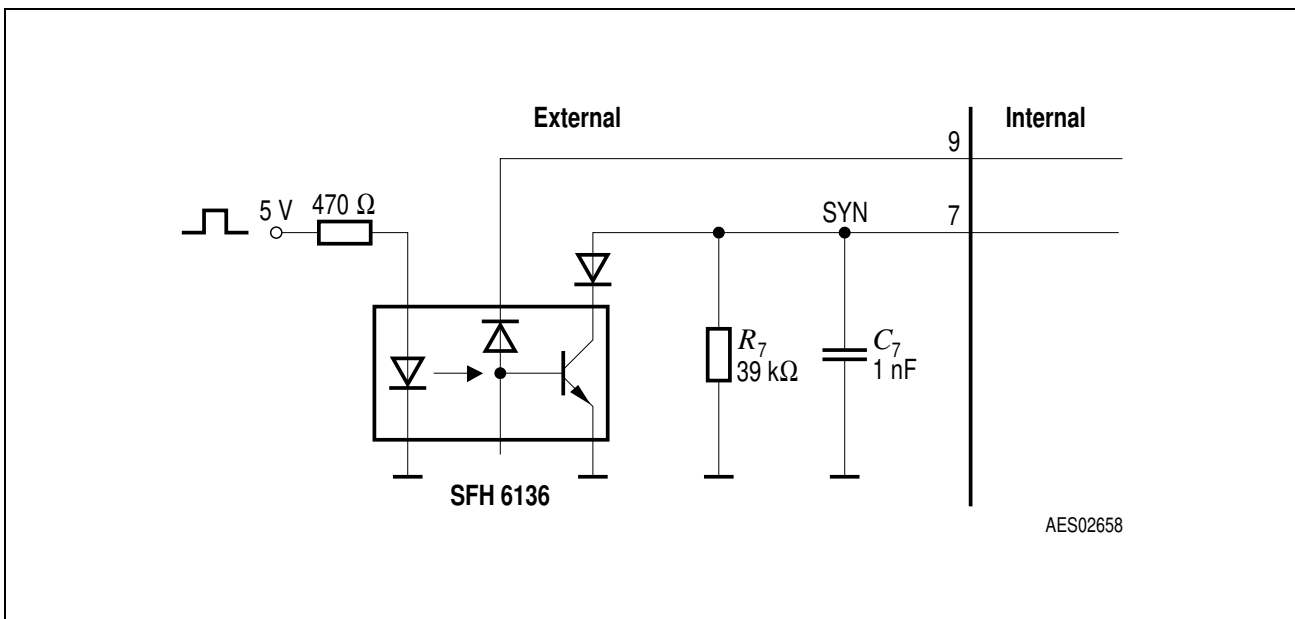 External
Internal
9
5 V
470 Ω
SYN
7
R7
39 kΩ
C7
1 nF
SFH 6136
AES02658